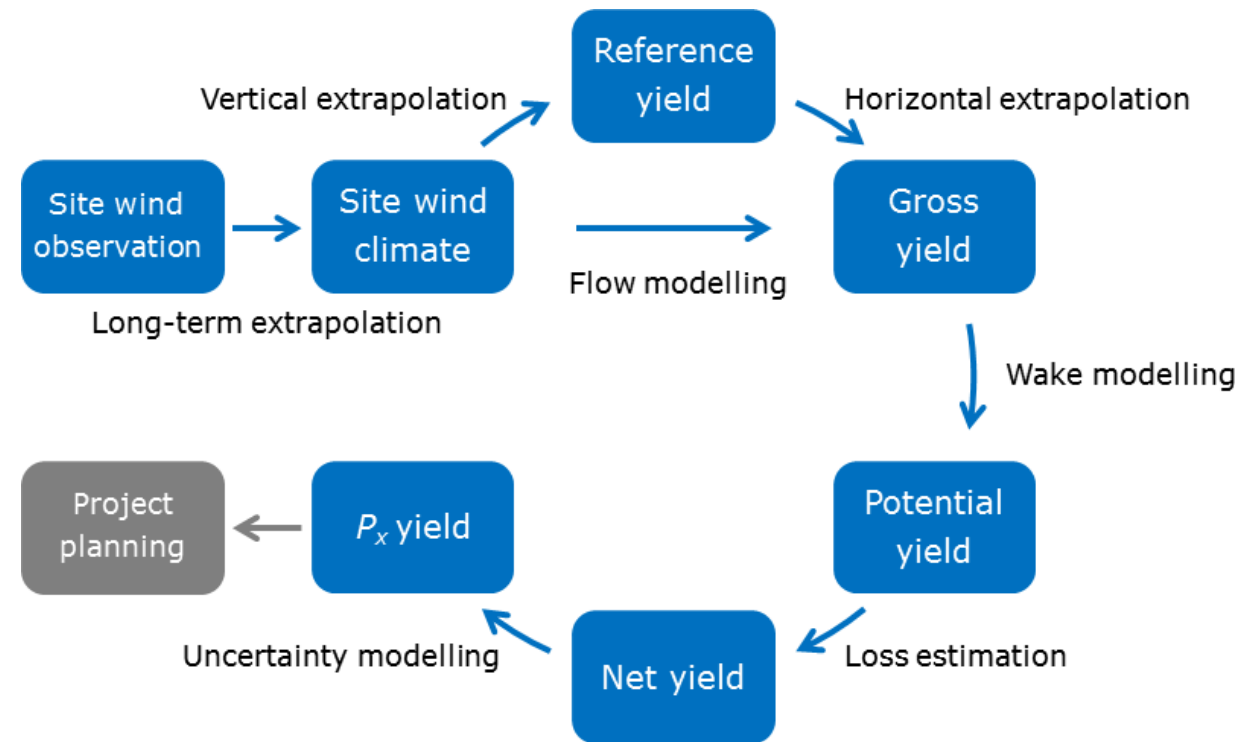 Reference
yield
Vertical extrapolation
Horizontal extrapolation
Site wind
observation
Site wind
climate
Gross
yield
Flow modelling
Long-term extrapolation
Wake modelling
Project
planning
Pₓ yield
Potential
yield
Uncertainty modelling
Net yield
Loss estimation